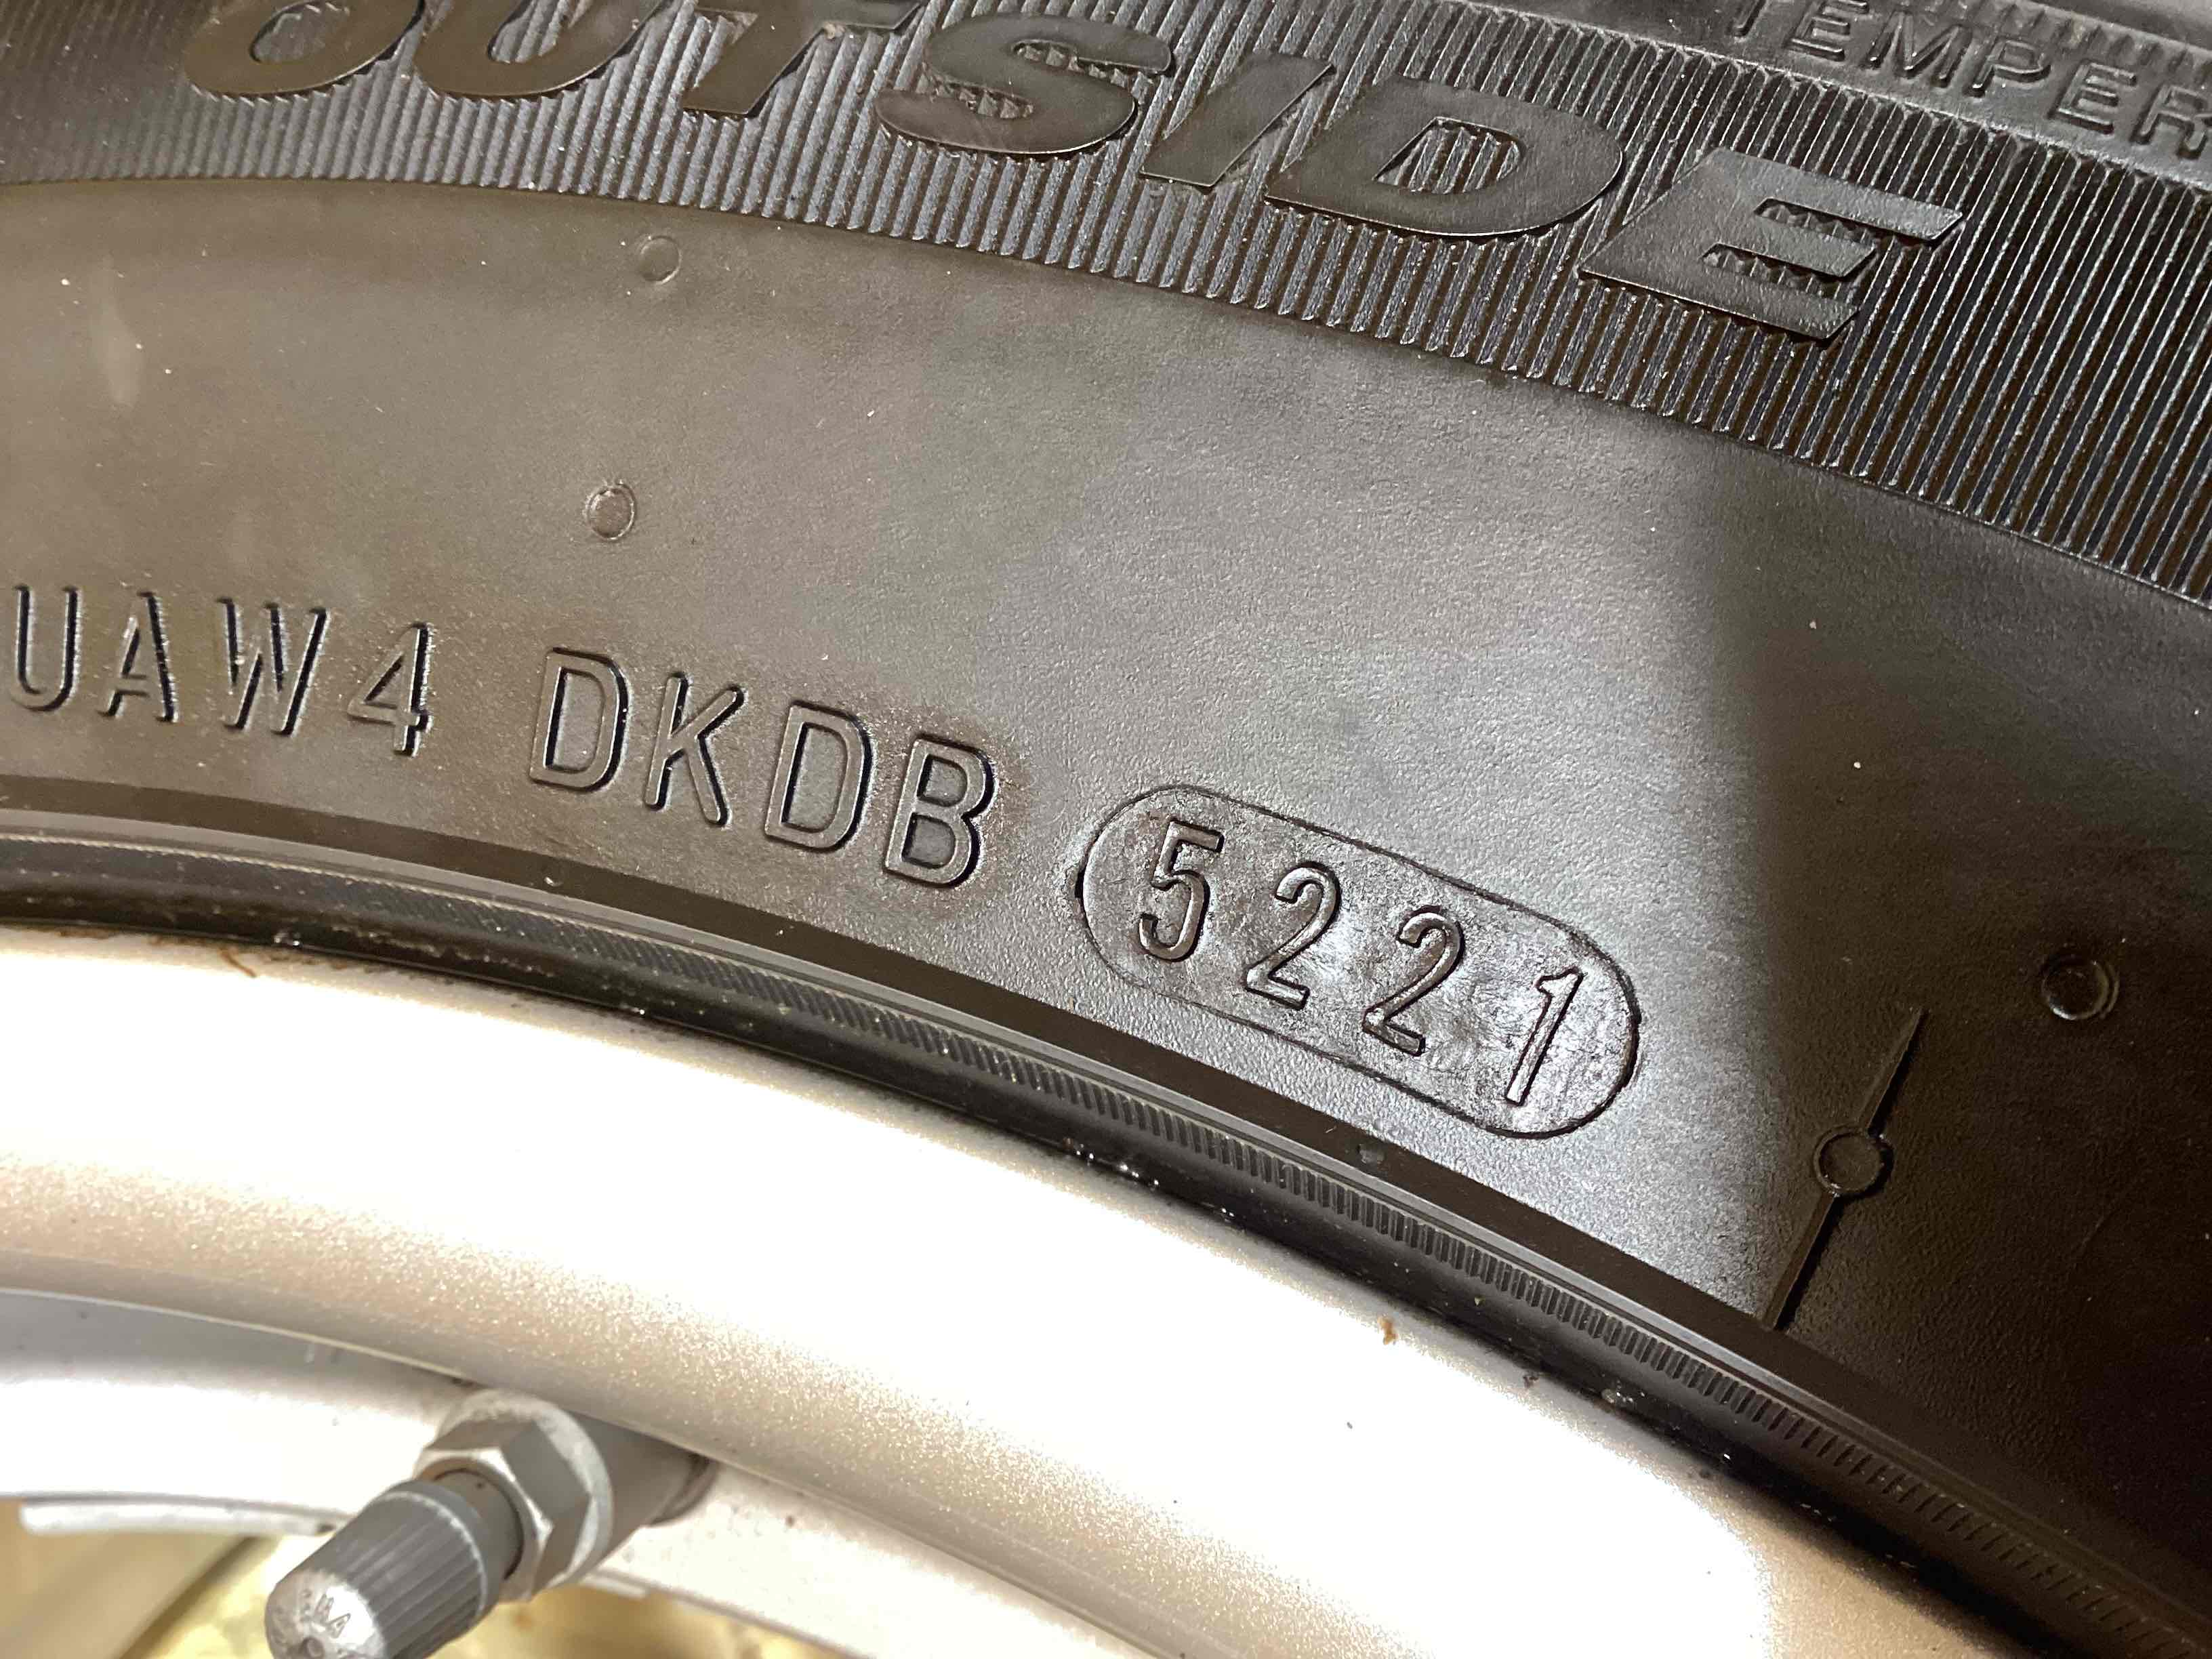 OUTSIDE
TEMPER
UAW4 DKDB 5221